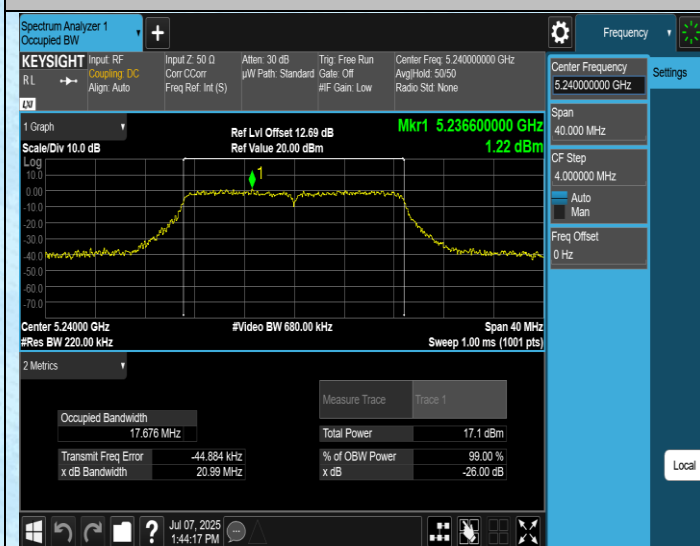 Spectrum Analyzer 1
Occupied BW
Frequency
KEYSIGHT
RL
LXI
Input: RF
Coupling: DC
Align: Auto
Input Z: 50 Ω
Corr CCorr
Freq Ref: Int (S)
Atten: 30 dB
µW Path: Standard
Trig: Free Run
Gate: Off
#IF Gain: Low
Center Freq: 5.240000000 GHz
Avg|Hold: 50/50
Radio Std: None
Center Frequency
5.240000000 GHz
Settings
Span
40.000 MHz
CF Step
4.000000 MHz
Auto
Man
Freq Offset
0 Hz
1 Graph
Scale/Div 10.0 dB
Ref Lvl Offset 12.69 dB
Ref Value 20.00 dBm
Mkr1 5.236600000 GHz
1.22 dBm
Log
10.0
0.00
-10.0
-20.0
-30.0
-40.0
-50.0
-60.0
-70.0
1
Center 5.24000 GHz
#Res BW 220.00 kHz
#Video BW 680.00 kHz
Span 40 MHz
Sweep 1.00 ms (1001 pts)
2 Metrics
Measure Trace Trace 1
Occupied Bandwidth
17.676 MHz
Total Power 17.1 dBm
Transmit Freq Error -44.884 kHz
% of OBW Power 99.00 %
x dB Bandwidth 20.99 MHz
x dB -26.00 dB
Local
?
Jul 07, 2025
1:44:17 PM